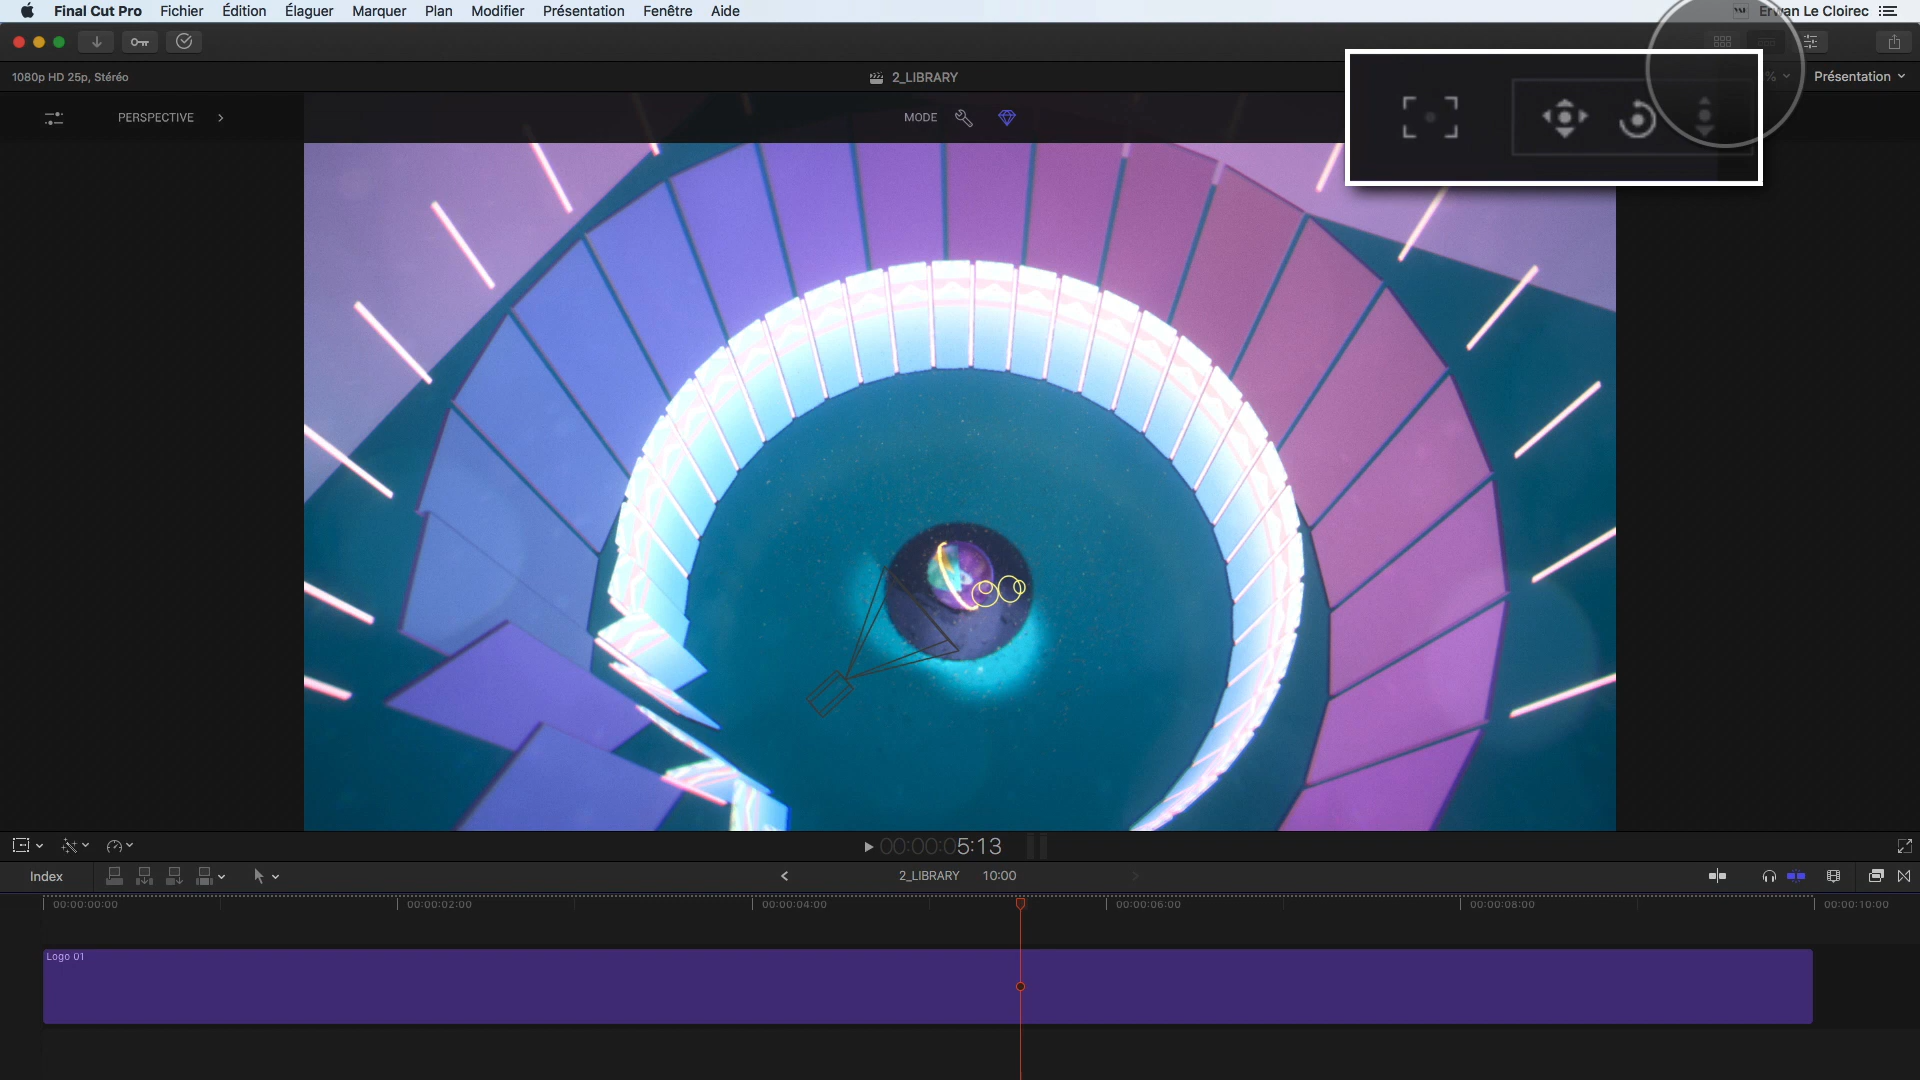 Final Cut Pro Fichier Édition Élaguer Marquer Plan Modifier Présentation Fenêtre Aide
Erwan Le Cloirec
1080p HD 25p, Stéréo
2_LIBRARY
%
Présentation
PERSPECTIVE
MODE
00:00:05:13
Index
2_LIBRARY 10:00
00:00:00:00 00:00:02:00 00:00:04:00 00:00:06:00 00:00:08:00 00:00:10:00
Logo 01